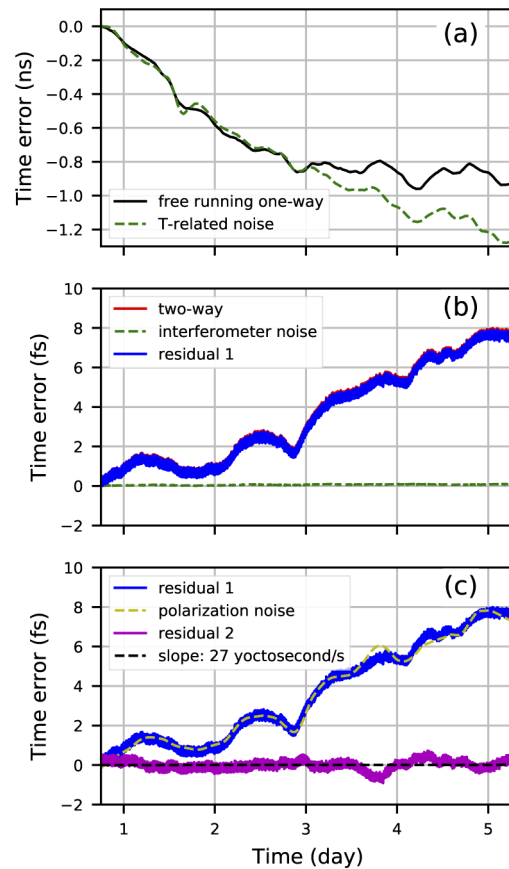 (a)
Time error (ns)
0.0
−0.2
−0.4
−0.6
−0.8
−1.0
−1.2
free running one-way
T-related noise
(b)
Time error (fs)
10
8
6
4
2
0
−2
two-way
interferometer noise
residual 1
(c)
Time error (fs)
10
8
6
4
2
0
−2
residual 1
polarization noise
residual 2
slope: 27 yoctosecond/s
1 2 3 4 5
Time (day)